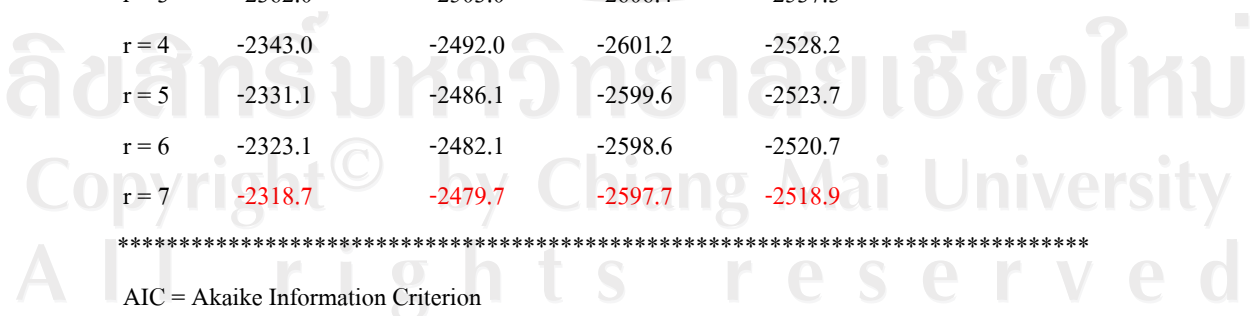 r = 4 -2343.0 -2492.0 -2601.2 -2528.2
ลิขสิทธิ์มหาวิทยาลัยเชียงใหม่
r = 5 -2331.1 -2486.1 -2599.6 -2523.7
r = 6 -2323.1 -2482.1 -2598.6 -2520.7
Copyright© by Chiang Mai University
r = 7 -2318.7 -2479.7 -2597.7 -2518.9
All rights reserved
AIC = Akaike Information Criterion